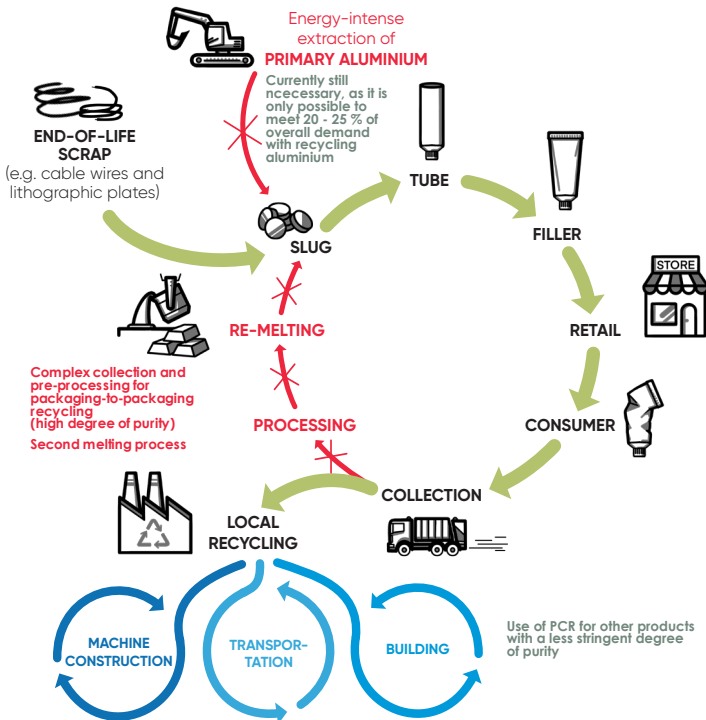 Energy-intense
extraction of
PRIMARY ALUMINIUM
Currently still
ncecessary, as it is
only possible to
meet 20 - 25 % of
overall demand
with recycling
aluminium
END-OF-LIFE
SCRAP
(e.g. cable wires and
lithographic plates)
TUBE
SLUG
FILLER
STORE
RETAIL
RE-MELTING
Complex collection and
pre-processing for
packaging-to-packaging
recycling
(high degree of purity)
Second melting process
PROCESSING
CONSUMER
COLLECTION
LOCAL
RECYCLING
MACHINE
CONSTRUCTION
TRANSPOR-
TATION
BUILDING
Use of PCR for other products
with a less stringent degree
of purity